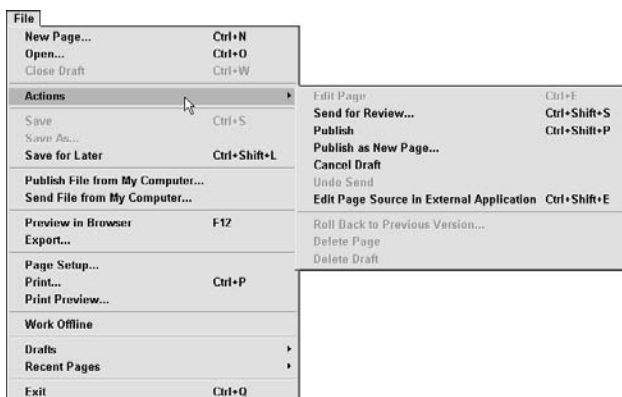 File
New Page... Ctrl+N
Open... Ctrl+O
Close Draft Ctrl+W
Actions
Save Ctrl+S
Save As...
Save for Later Ctrl+Shift+L
Publish File from My Computer...
Send File from My Computer...
Preview in Browser F12
Export...
Page Setup...
Print... Ctrl+P
Print Preview...
Work Offline
Drafts
Recent Pages
Exit Ctrl+Q
Edit Page Ctrl+E
Send for Review... Ctrl+Shift+S
Publish Ctrl+Shift+P
Publish as New Page...
Cancel Draft
Undo Send
Edit Page Source in External Application Ctrl+Shift+E
Roll Back to Previous Version...
Delete Page
Delete Draft